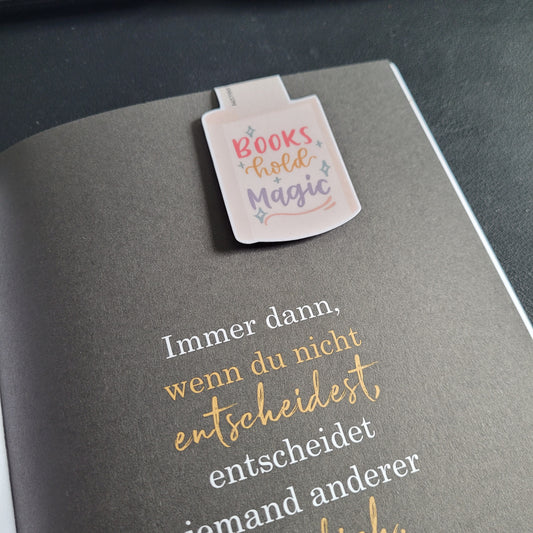 BOOKS
hold
Magic
Immer dann,
wenn du nicht
entscheidest,
entscheidet
jemand anderer